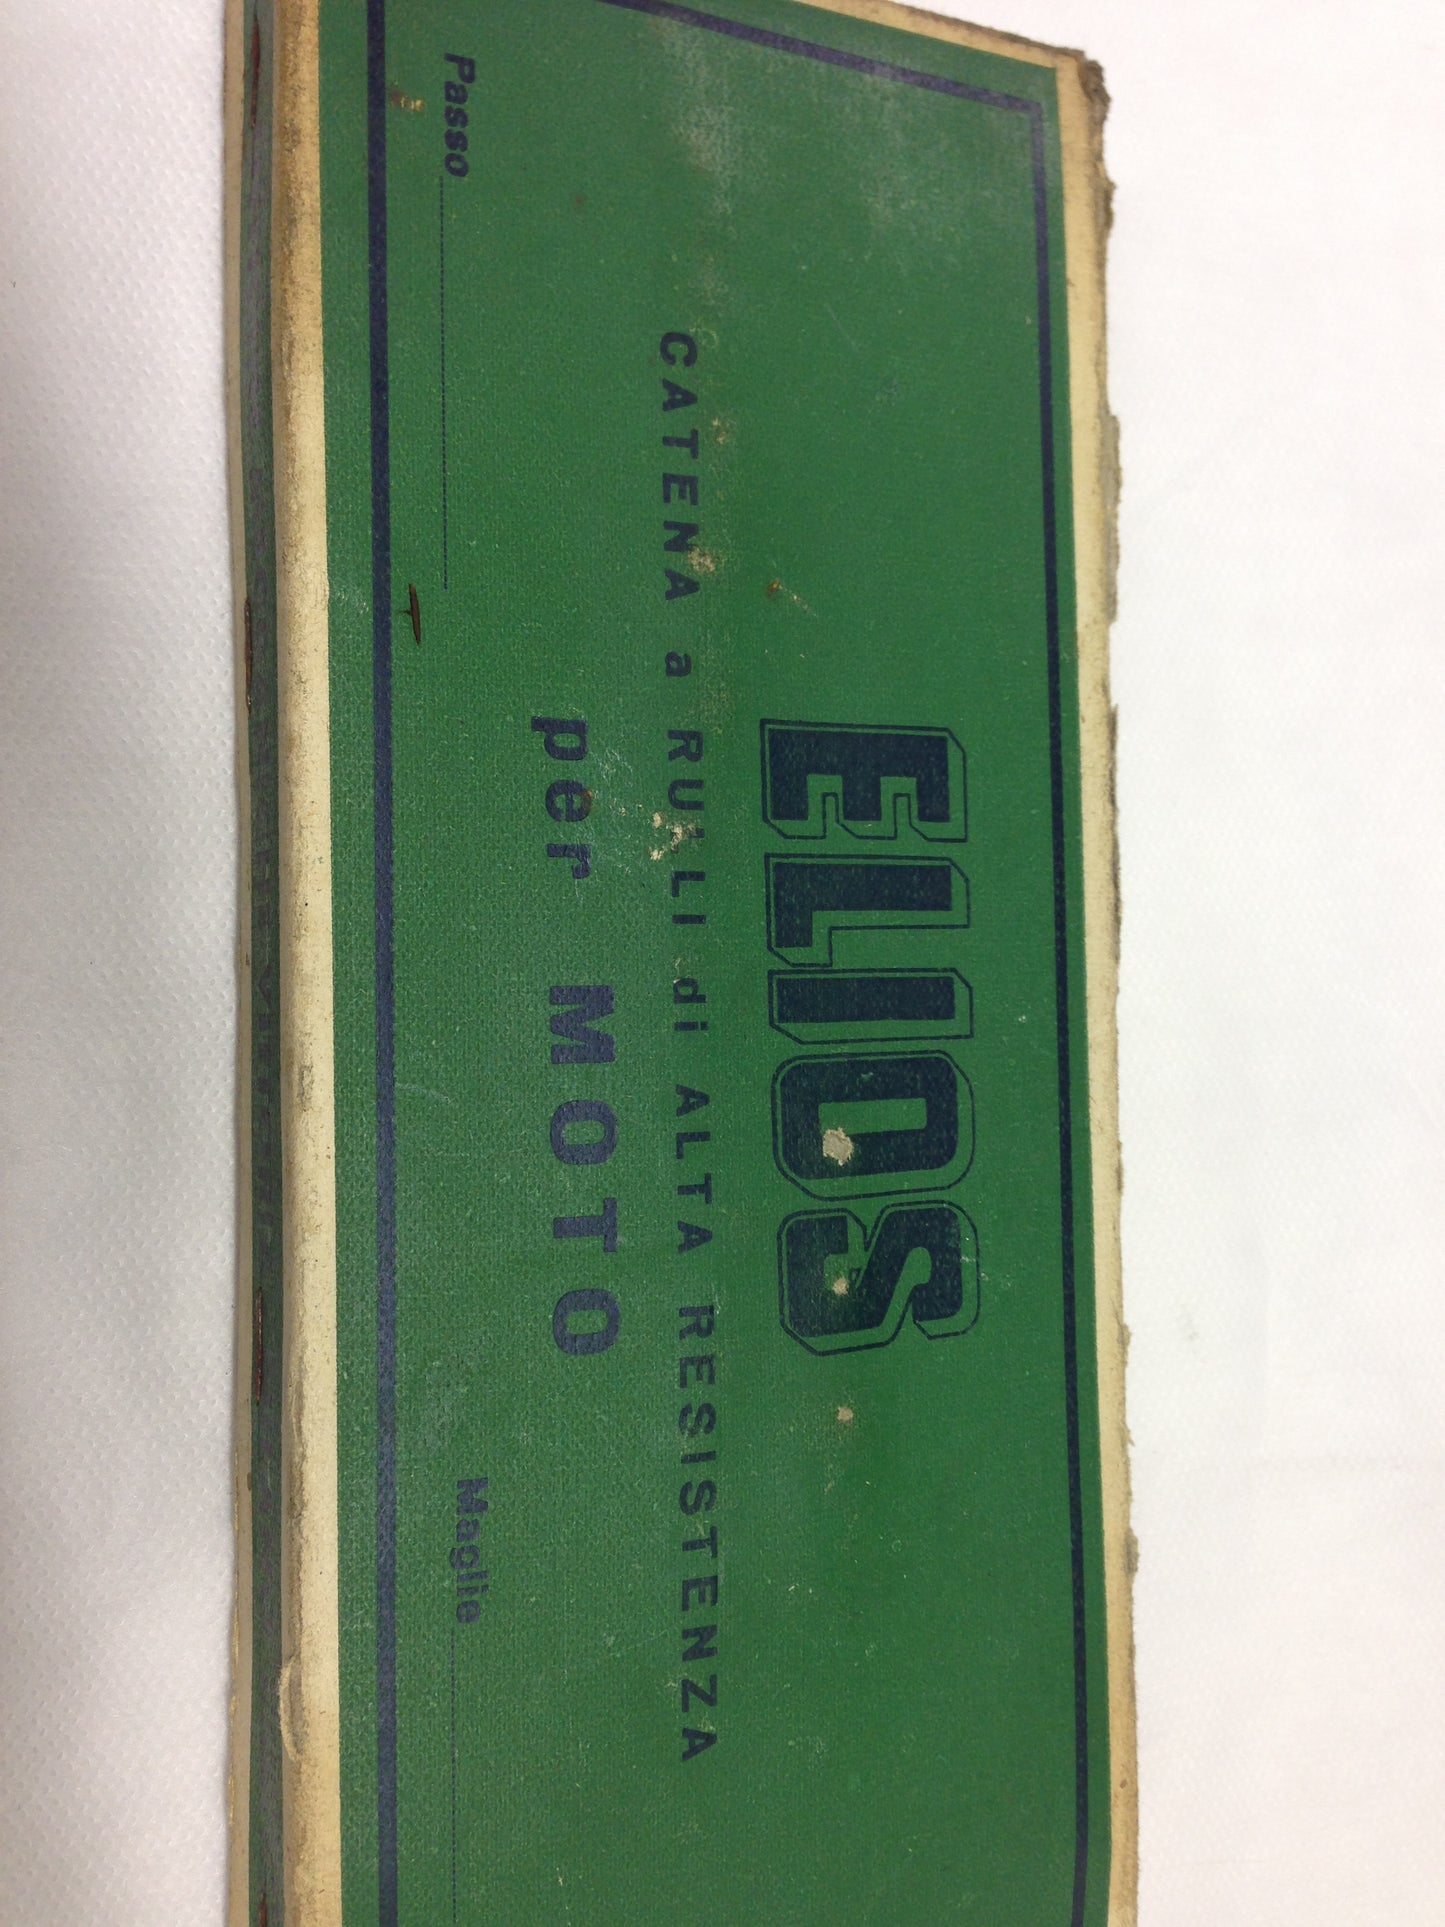 ELIOS
CATENA a RULLI di ALTA RESISTENZA
per MOTO
Passo Maglie